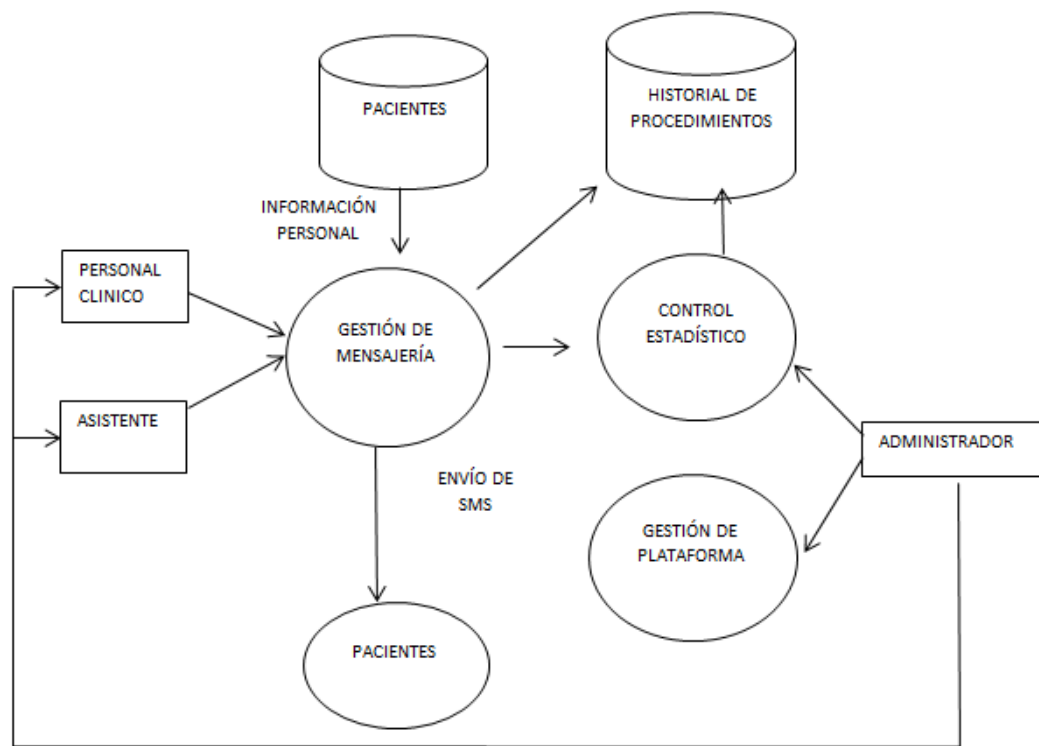 PACIENTES
HISTORIAL DE
PROCEDIMIENTOS
INFORMACIÓN
PERSONAL
PERSONAL
CLINICO
GESTIÓN DE
MENSAJERÍA
CONTROL
ESTADÍSTICO
ASISTENTE
ADMINISTRADOR
ENVÍO DE
SMS
GESTIÓN DE
PLATAFORMA
PACIENTES